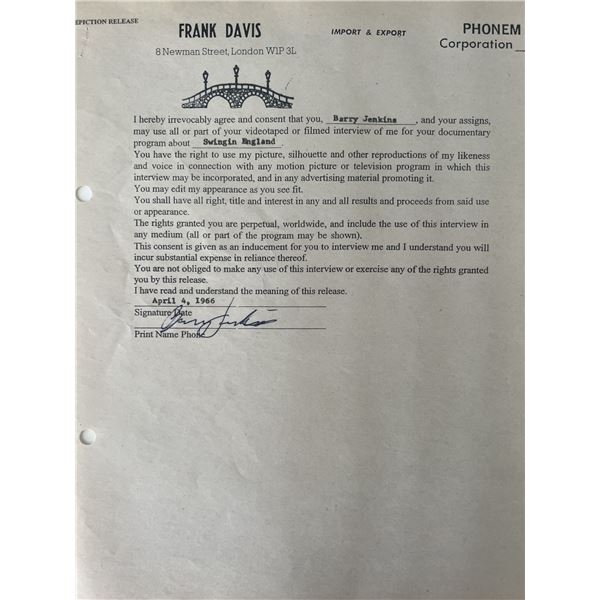 EPICTION RELEASE
FRANK DAVIS
IMPORT & EXPORT
PHONEM
Corporation
8 Newman Street, London W1P 3L
I hereby irrevocably agree and consent that you, Barry Jenkins, and your assigns,
may use all or part of your videotaped or filmed interview of me for your documentary
program about Swingin England.
You have the right to use my picture, silhouette and other reproductions of my likeness
and voice in connection with any motion picture or television program in which this
interview may be incorporated, and in any advertising material promoting it.
You may edit my appearance as you see fit.
You shall have all right, title and interest in any and all results and proceeds from said use
or appearance.
The rights granted you are perpetual, worldwide, and include the use of this interview in
any medium (all or part of the program may be shown).
This consent is given as an inducement for you to interview me and I understand you will
incur substantial expense in reliance thereof.
You are not obliged to make any use of this interview or exercise any of the rights granted
you by this release.
I have read and understand the meaning of this release.
April 4, 1966
Signature Date
Barry Jenkins
Print Name Phone